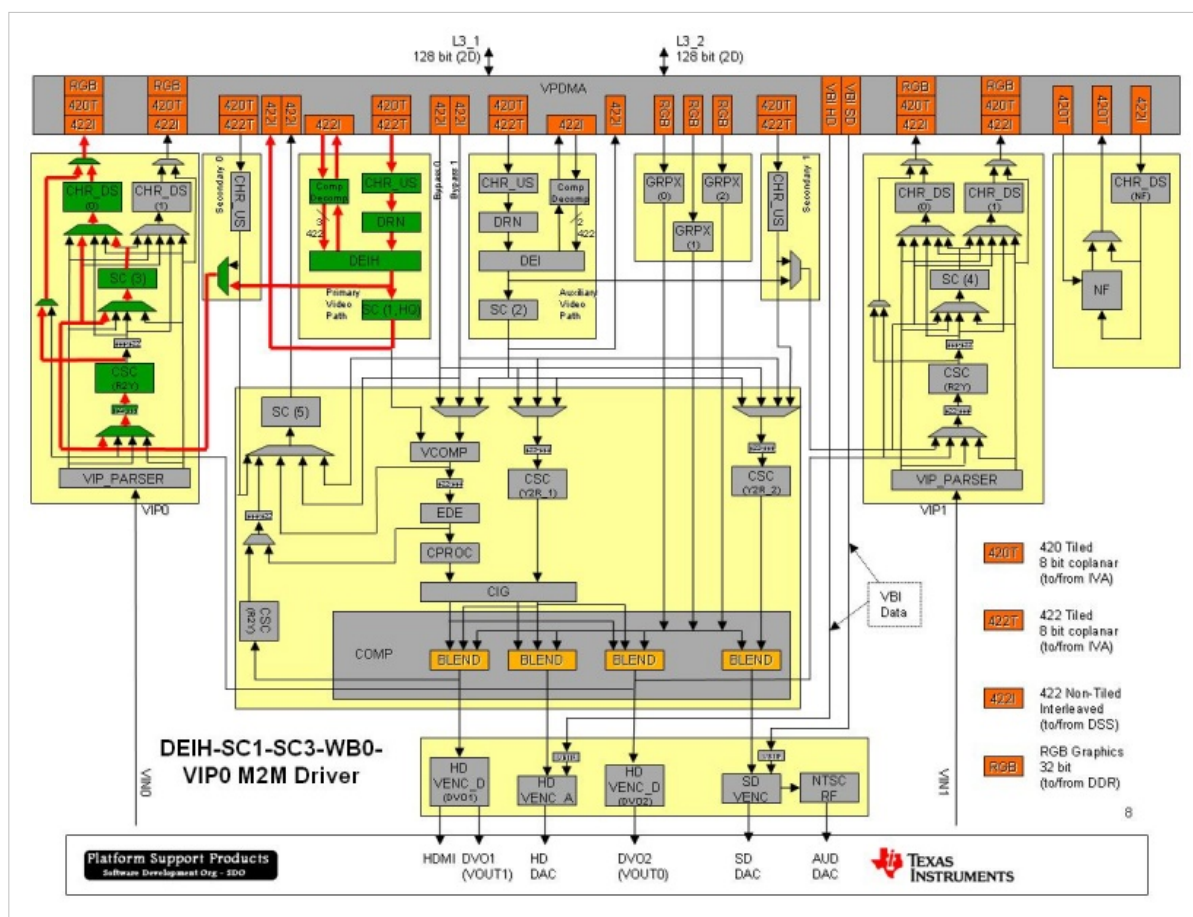 L3_1
128 bit (2D)
L3_2
128 bit (2D)
VPDMA
RGB
420T
422I
RGB
420T
422I
420T
422T
422I
422I
422I
420T
422T
422I
422I
420T
422T
422I
422I
RGB
RGB
RGB
420T
422T
VBI HD
VBI SD
RGB
420T
422I
RGB
420T
422I
420T
420T
422I
CHR_DS
(0)
CHR_DS
(1)
Secondary 0
CHR_US
Comp
Decomp
3
422
CHR_US
DRN
DEIH
Primary
Video
Path
SC (1,HQ)
Bypass 0
Bypass 1
CHR_US
DRN
Comp
Decomp
2
422
DEI
SC (2)
Auxiliary
Video
Path
GRPX
(0)
GRPX
(2)
GRPX
(1)
Secondary 1
CHR_US
CHR_DS
(0)
CHR_DS
(1)
CHR_DS
(NF)
NF
SC (3)
CSC
(R2Y)
VIP_PARSER
VIP0
SC (4)
CSC
(R2Y)
VIP_PARSER
VIP1
SC (5)
VCOMP
EDE
CPROC
CIG
CSC
(Y2R_1)
CSC
(Y2R_2)
CSC
(R2Y)
COMP
BLEND
BLEND
BLEND
BLEND
VBI
Data
420T
420 Tiled
8 bit coplanar
(to/from IVA)
422T
422 Tiled
8 bit coplanar
(to/from IVA)
422I
422 Non-Tiled
Interleaved
(to/from DSS)
RGB
RGB Graphics
32 bit
(to/from DDR)
8
DEIH-SC1-SC3-WB0-
VIP0 M2M Driver
VIN0
VIN1
HD
VENC_D
(DVO1)
HD
VENC_A
HD
VENC_D
(DVO2)
SD
VENC
NTSC
RF
HDMI
DVO1
(VOUT1)
HD
DAC
DVO2
(VOUT0)
SD
DAC
AUD
DAC
Platform Support Products
Software Development Org - SDO
TEXAS
INSTRUMENTS